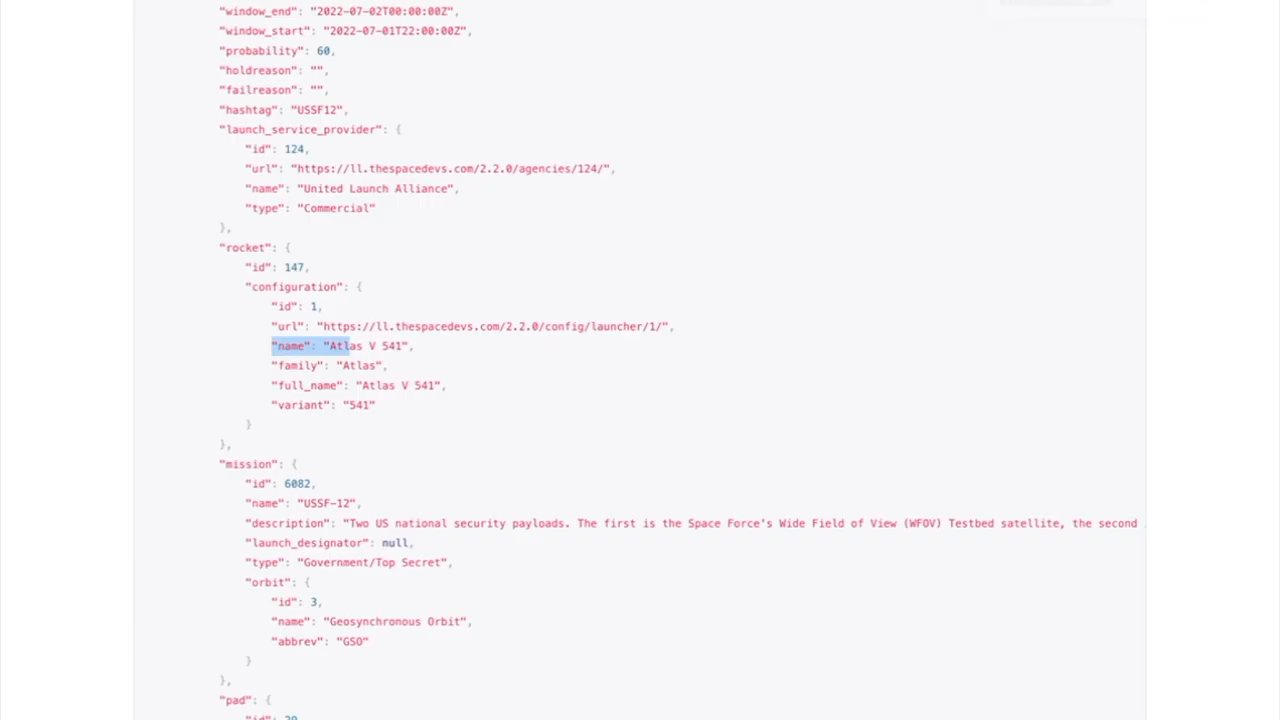 "window_end": "2022-07-02T00:00:00Z",
"window_start": "2022-07-01T22:00:00Z",
"probability": 60,
"holdreason": "",
"failreason": "",
"hashtag": "USSF12",
"launch_service_provider": {
"id": 124,
"url": "https://ll.thespacedevs.com/2.2.0/agencies/124/",
"name": "United Launch Alliance",
"type": "Commercial"
},
"rocket": {
"id": 147,
"configuration": {
"id": 1,
"url": "https://ll.thespacedevs.com/2.2.0/config/launcher/1/",
"name": "Atlas V 541",
"family": "Atlas",
"full_name": "Atlas V 541",
"variant": "541"
}
},
"mission": {
"id": 6082,
"name": "USSF-12",
"description": "Two US national security payloads. The first is the Space Force's Wide Field of View (WFOV) Testbed satellite, the second
"launch_designator": null,
"type": "Government/Top Secret",
"orbit": {
"id": 3,
"name": "Geosynchronous Orbit",
"abbrev": "GSO"
}
},
"pad": {